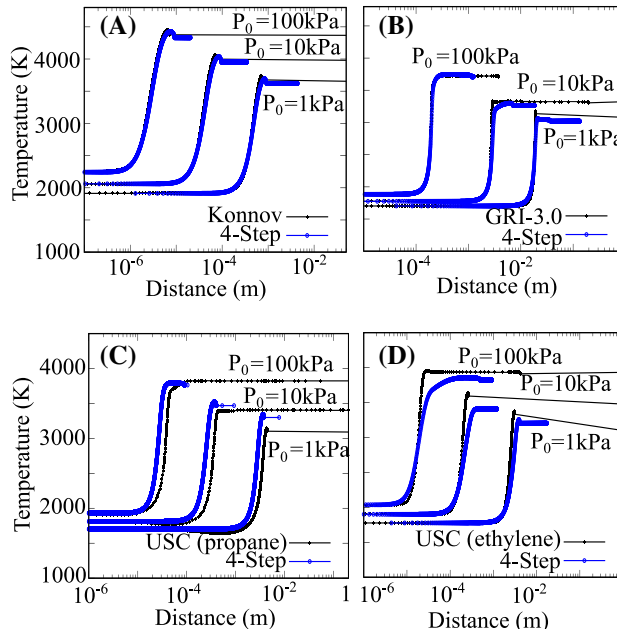 (A)
P₀=100kPa
P₀=10kPa
P₀=1kPa
4000
3000
2000
1000
Temperature (K)
Konnov
4-Step
10⁻⁶ 10⁻⁴ 10⁻²
Distance (m)
(B)
P₀=100kPa
P₀=10kPa
P₀=1kPa
GRI-3.0
4-Step
10⁻⁴ 10⁻² 1
Distance (m)
(C)
P₀=100kPa
P₀=10kPa
P₀=1kPa
4000
3000
2000
1000
Temperature (K)
USC (propane)
4-Step
10⁻⁶ 10⁻⁴ 10⁻² 1
Distance (m)
(D)
P₀=100kPa
P₀=10kPa
P₀=1kPa
USC (ethylene)
4-Step
10⁻⁶ 10⁻⁴ 10⁻² 1
Distance (m)